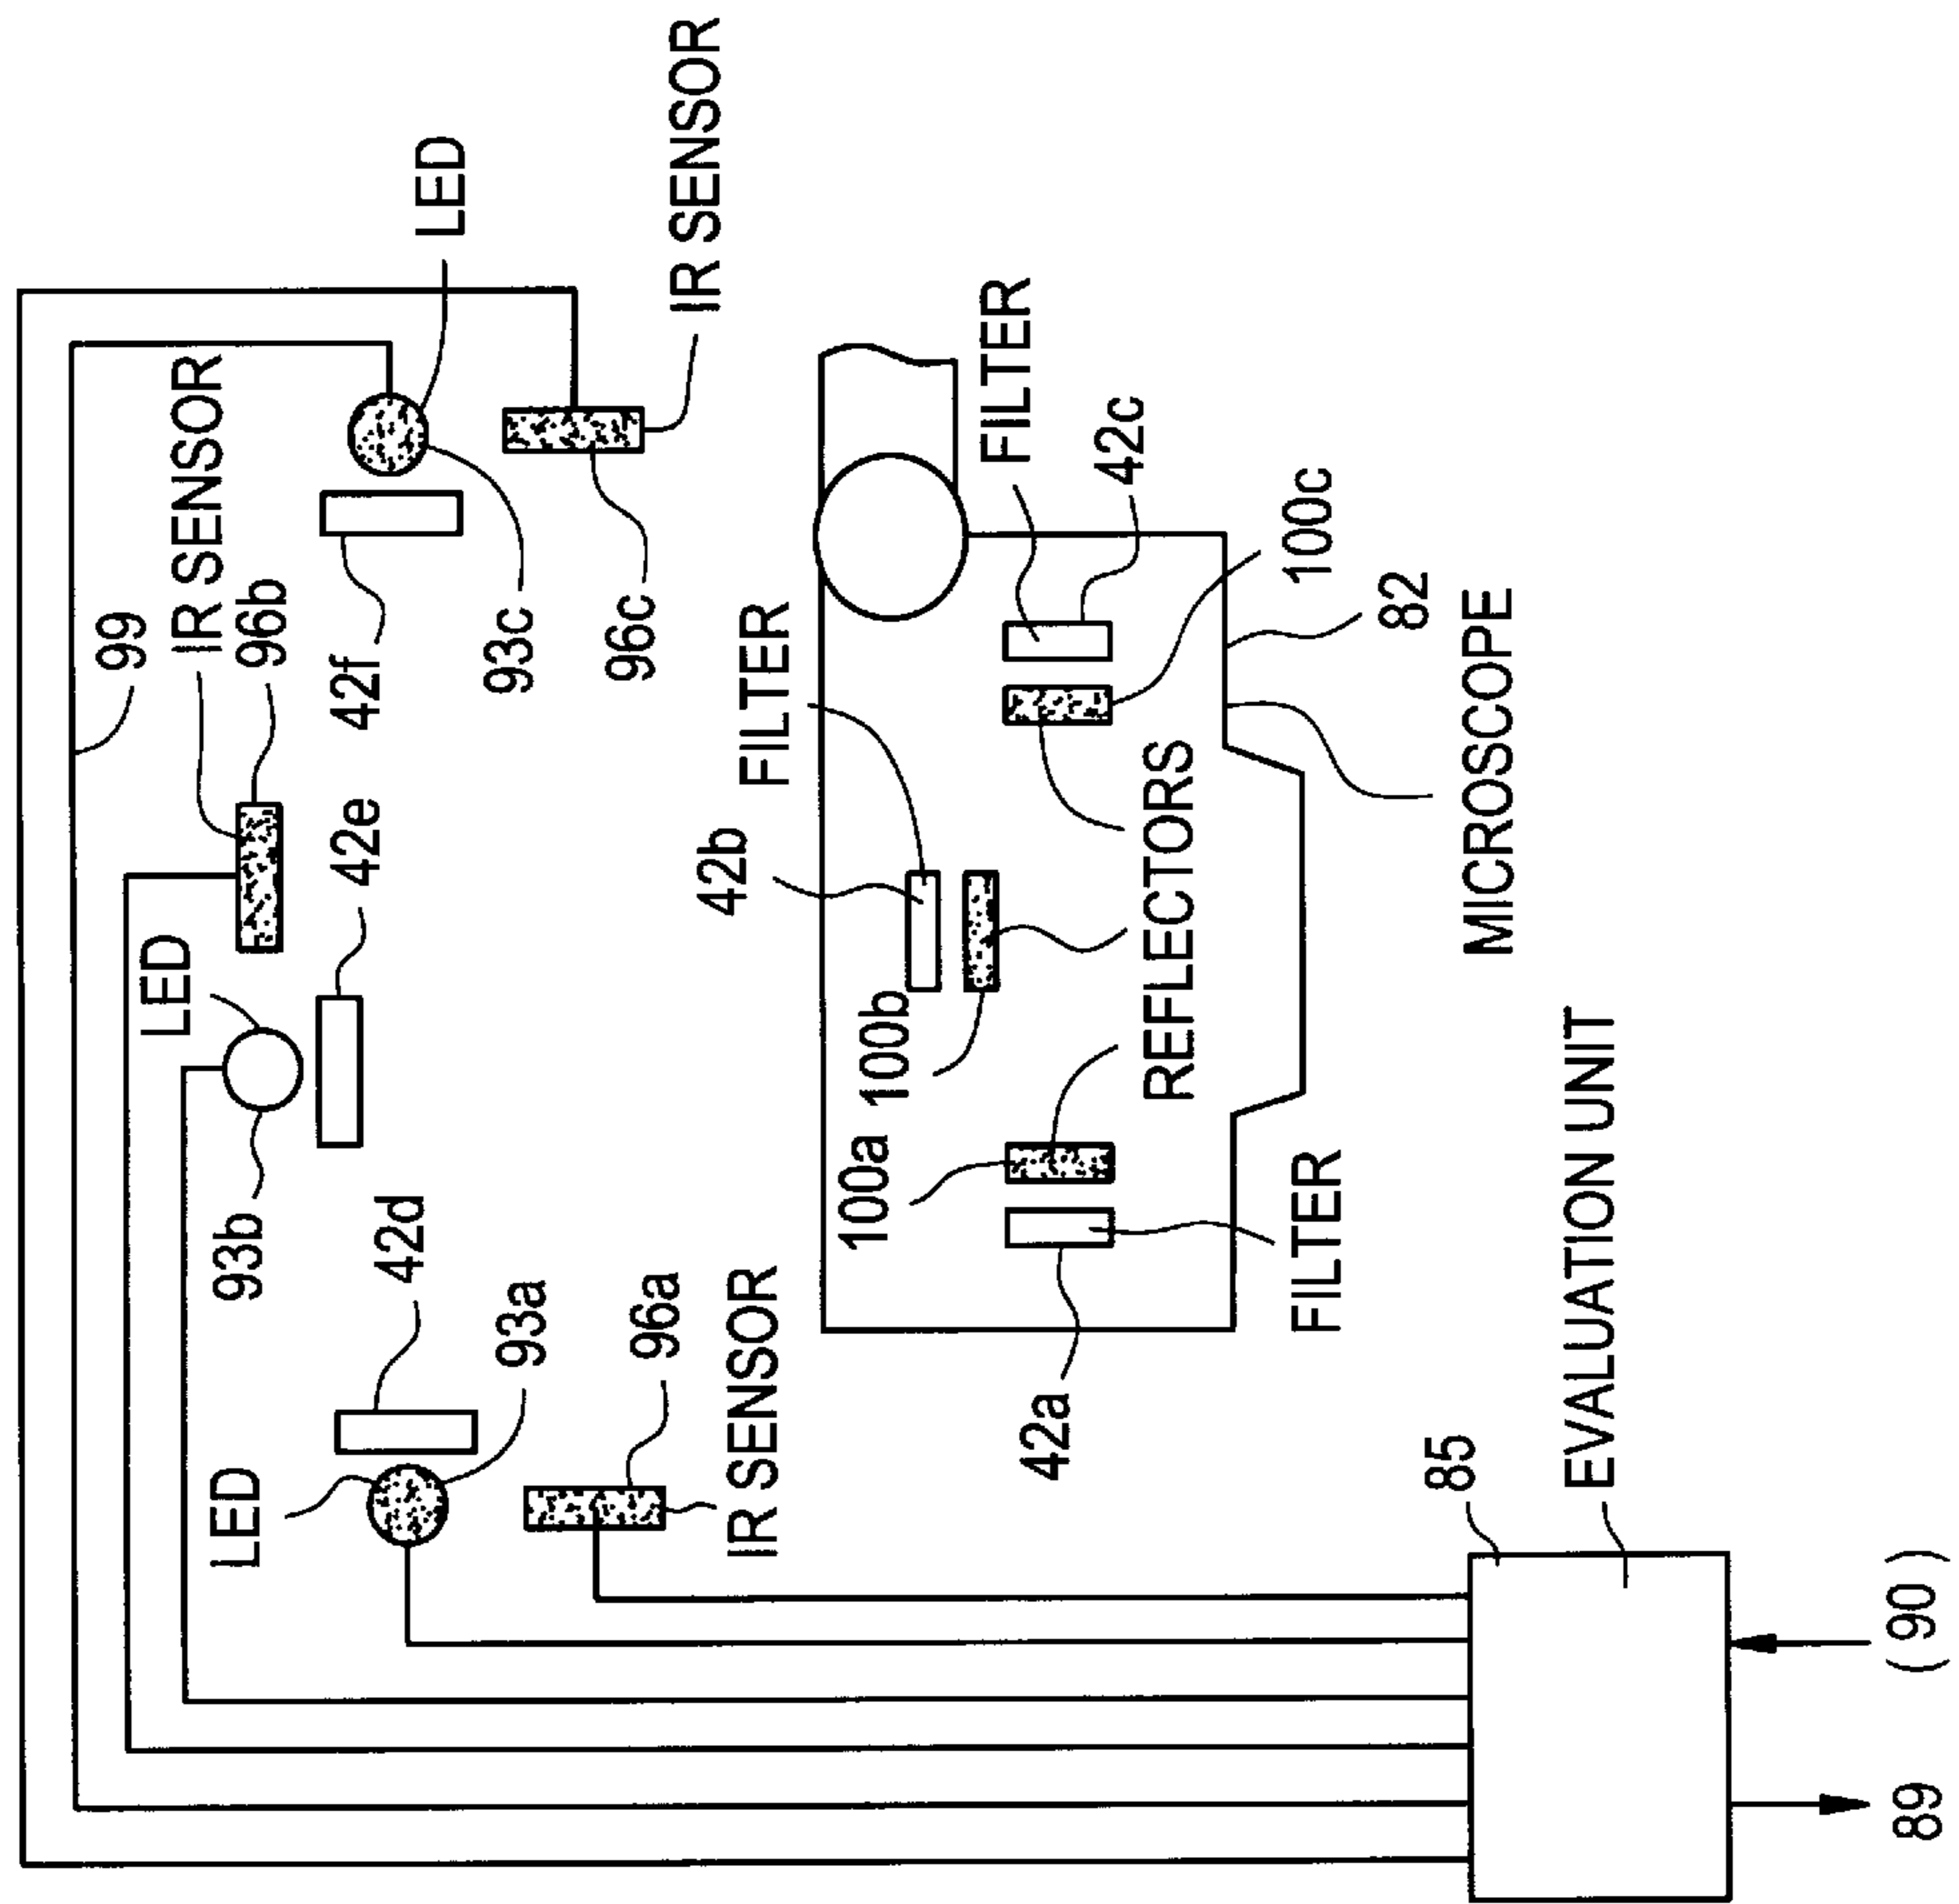 99
IR SENSOR
96b
LED
42e
LED
93b
42d
LED
93a
96a
IR SENSOR
42f
93c
96c
IR SENSOR
FILTER
42b
100b
100a
REFLECTORS
FILTER
42c
100c
82
MICROSCOPE
42a
FILTER
85
EVALUATION UNIT
89
(90)